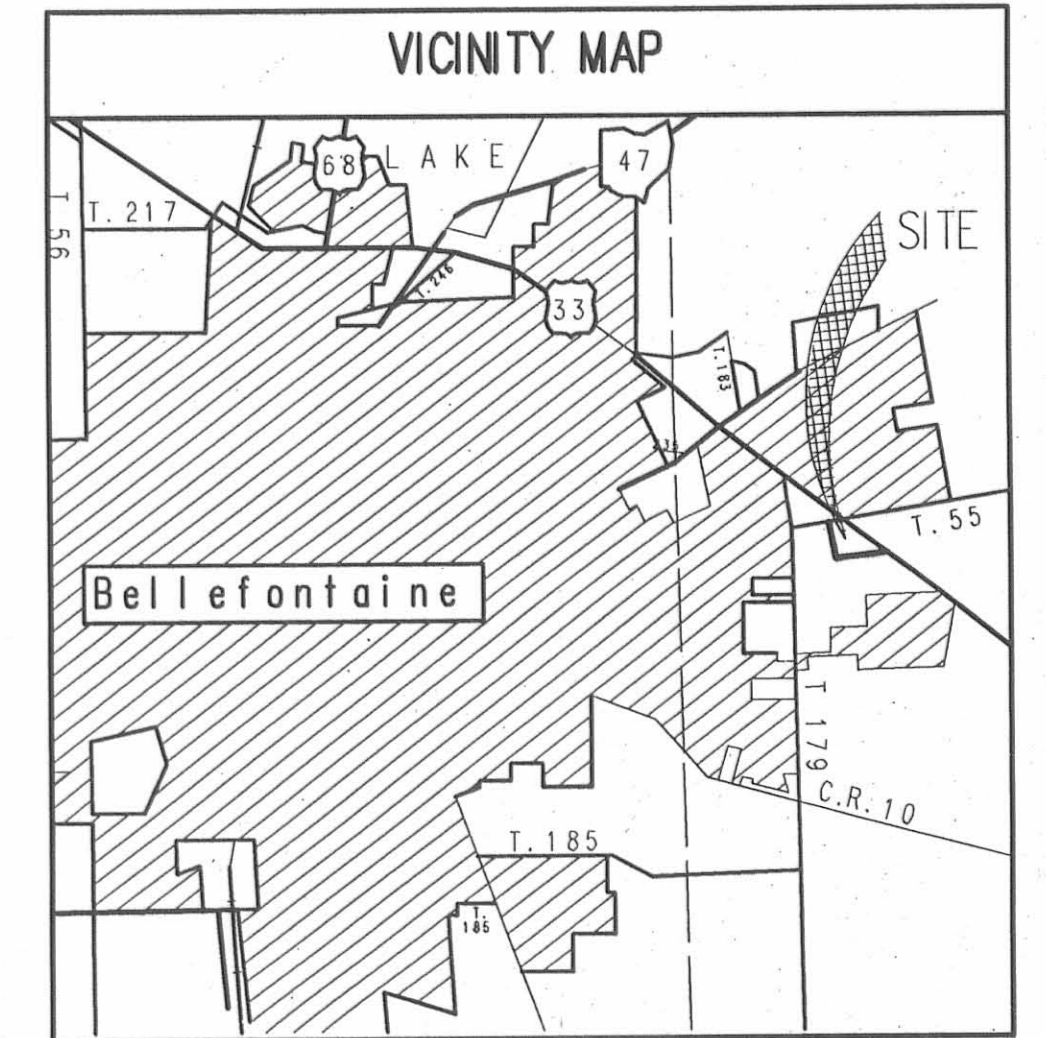 VICINITY MAP
68
LAKE
47
T. 217
T 56
SITE
T. 246
33
T. 183
T. 55
Bellefontaine
T 179
C.R. 10
T. 185
T.
185